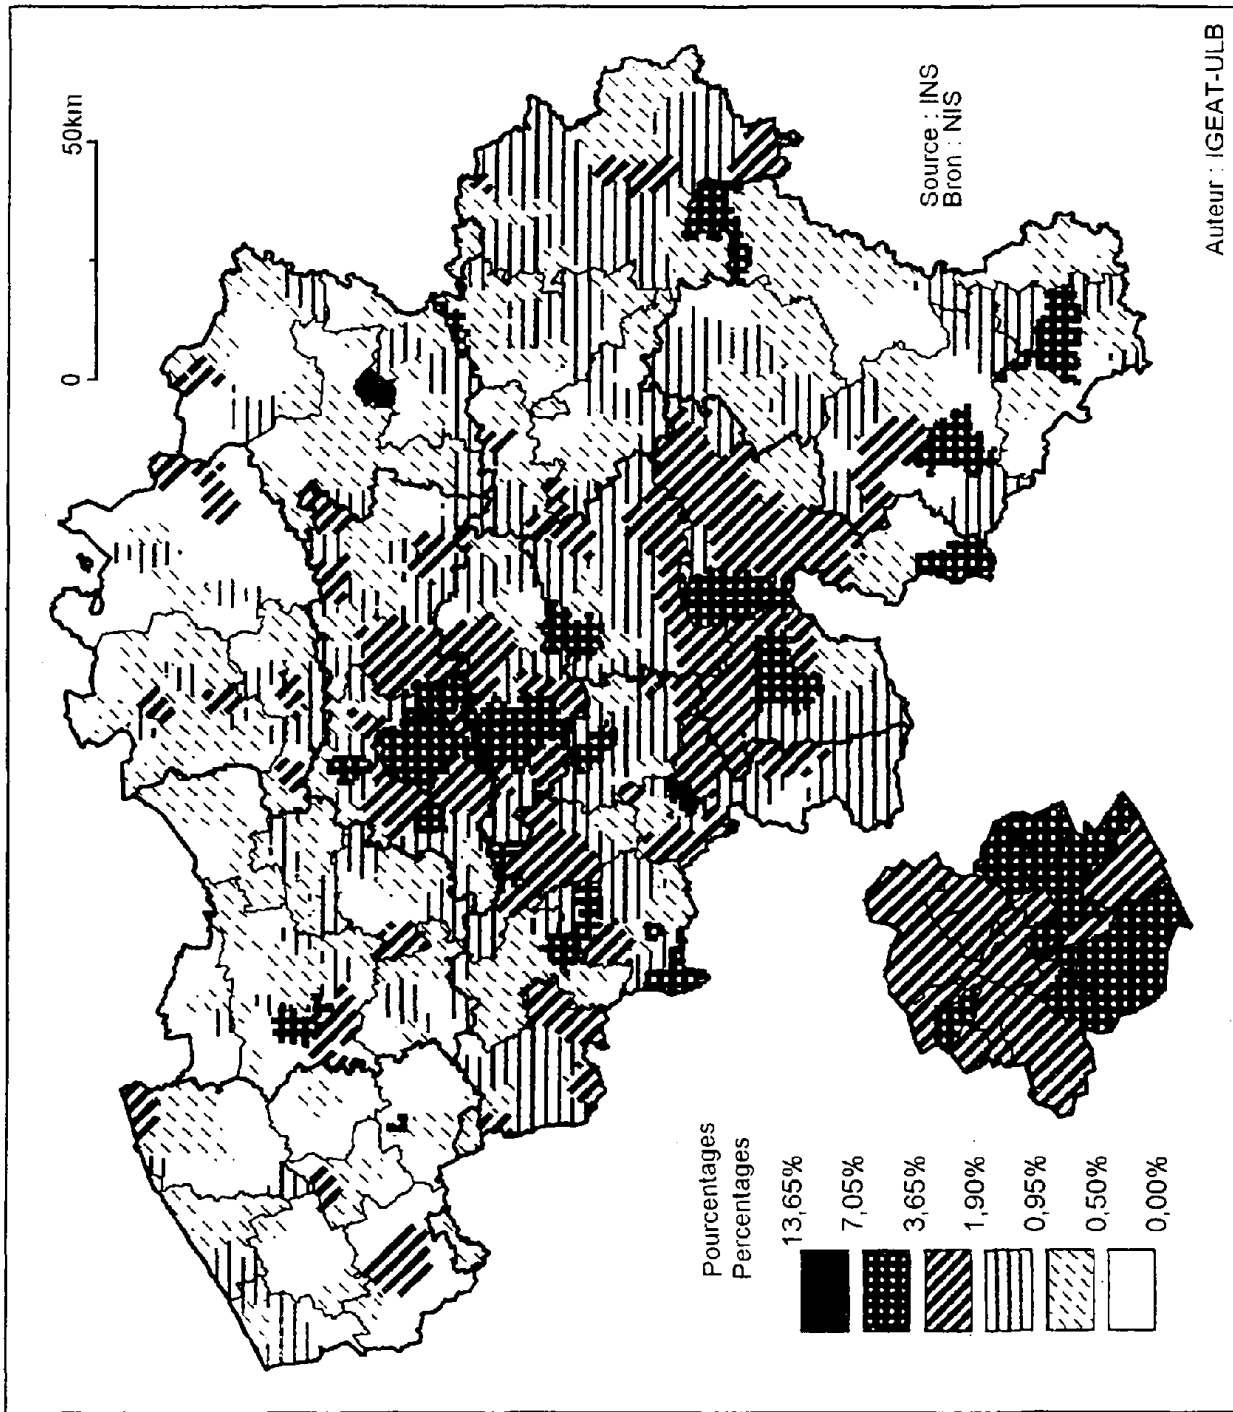 0 50km
Source : INS
Bron : NIS
Auteur : IGEAT-ULB
Pourcentages
Percentages
13,65%
7,05%
3,65%
1,90%
0,95%
0,50%
0,00%